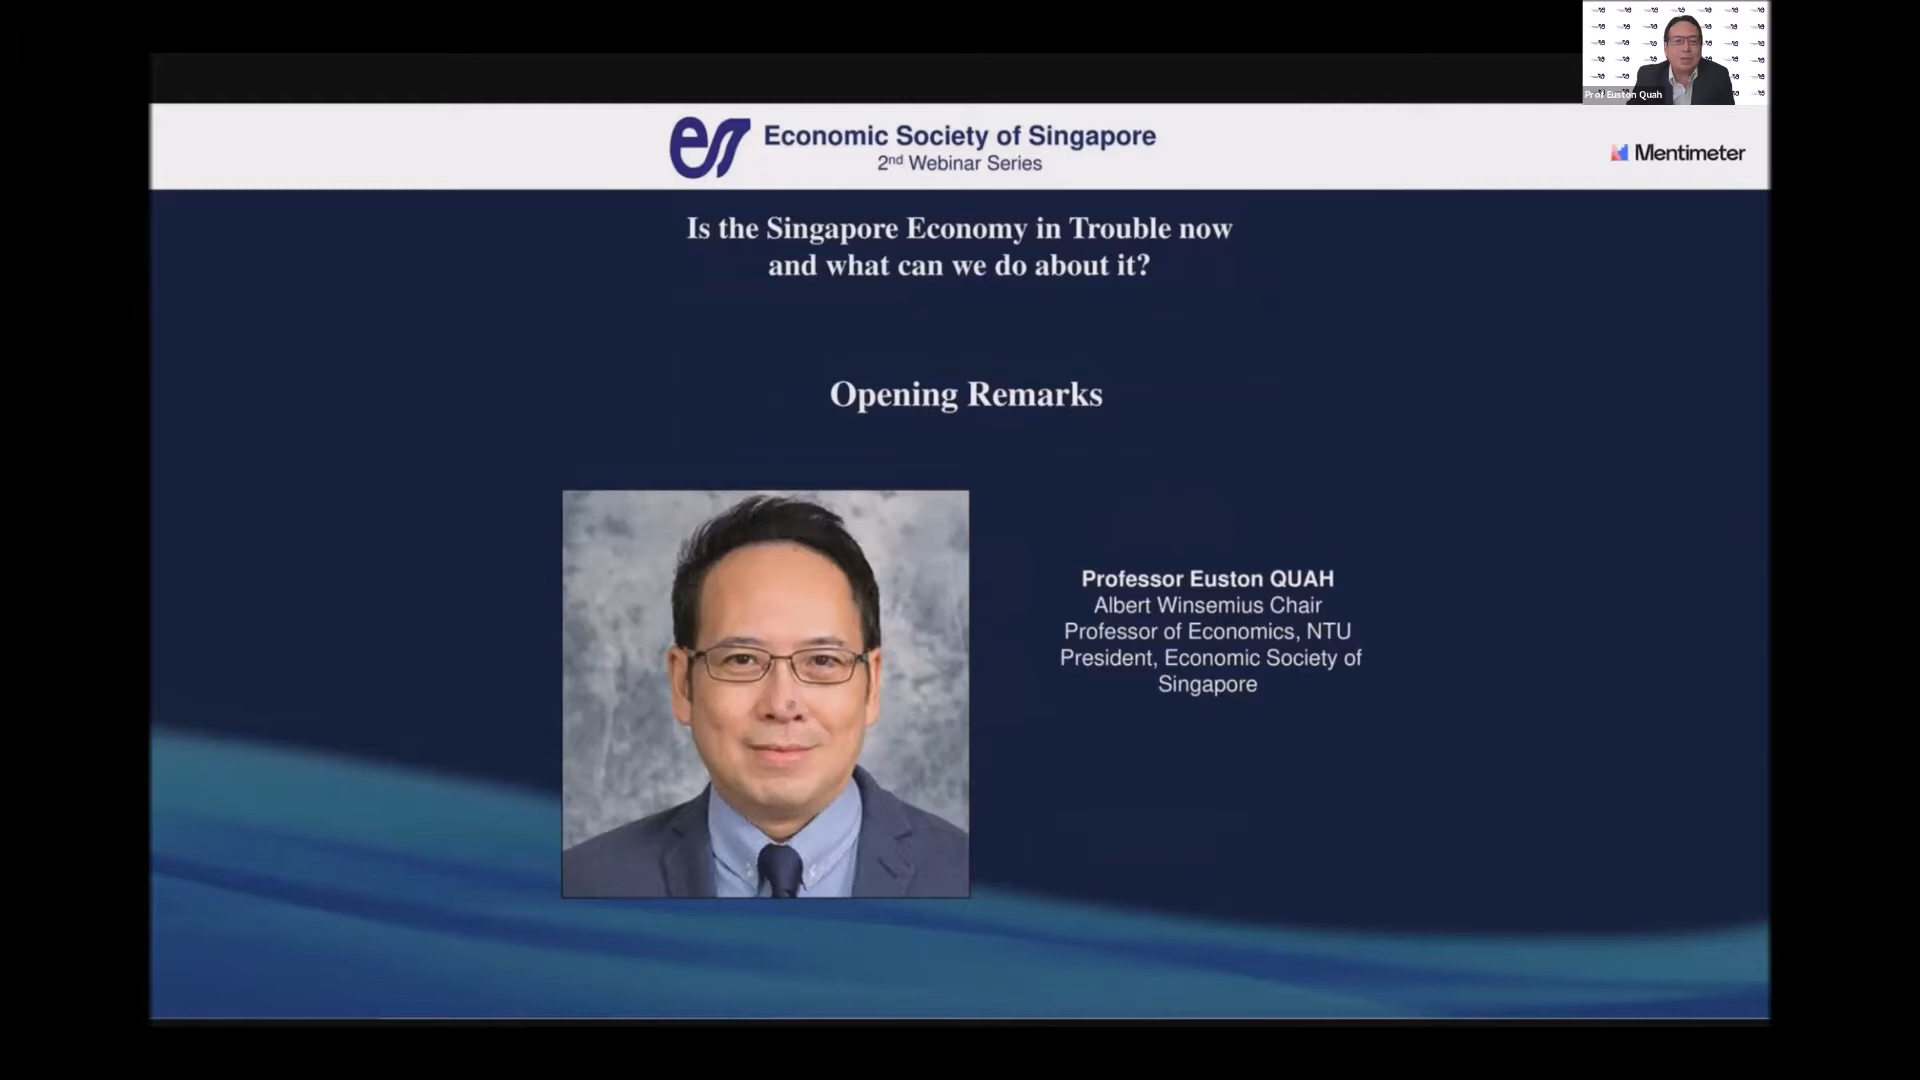 Prof Euston Quah
Economic Society of Singapore
2nd Webinar Series
Mentimeter
Is the Singapore Economy in Trouble now
and what can we do about it?
Opening Remarks
Professor Euston QUAH
Albert Winsemius Chair
Professor of Economics, NTU
President, Economic Society of
Singapore